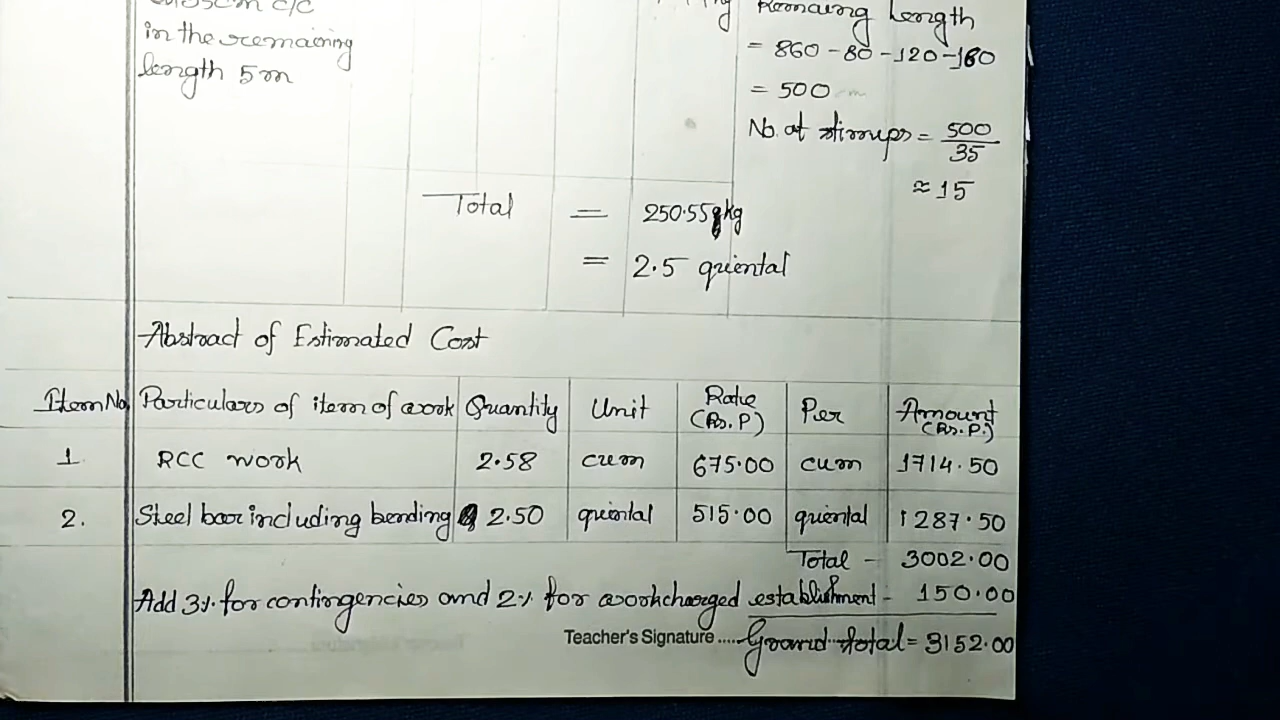 c/c
in the remaining
length 5m
Remaing Length
= 860 - 80 - 120 - 160
= 500
No. of stirrups = 500/35
≈ 15
Total = 250.55 kg
= 2.5 quiental
Abstract of Estimated Cost
Item No. Particulars of item of work Quantity Unit Rate (Rs. P) Per Amount (Rs. P.)
1 RCC work 2.58 cum 675.00 cum 1714.50
2. Steel bar including bending 2.50 quiental 515.00 quiental 1287.50
Total - 3002.00
Add 3% for contingencies and 2% for workcharged establishment - 150.00
Teacher's Signature ..... Grand total = 3152.00